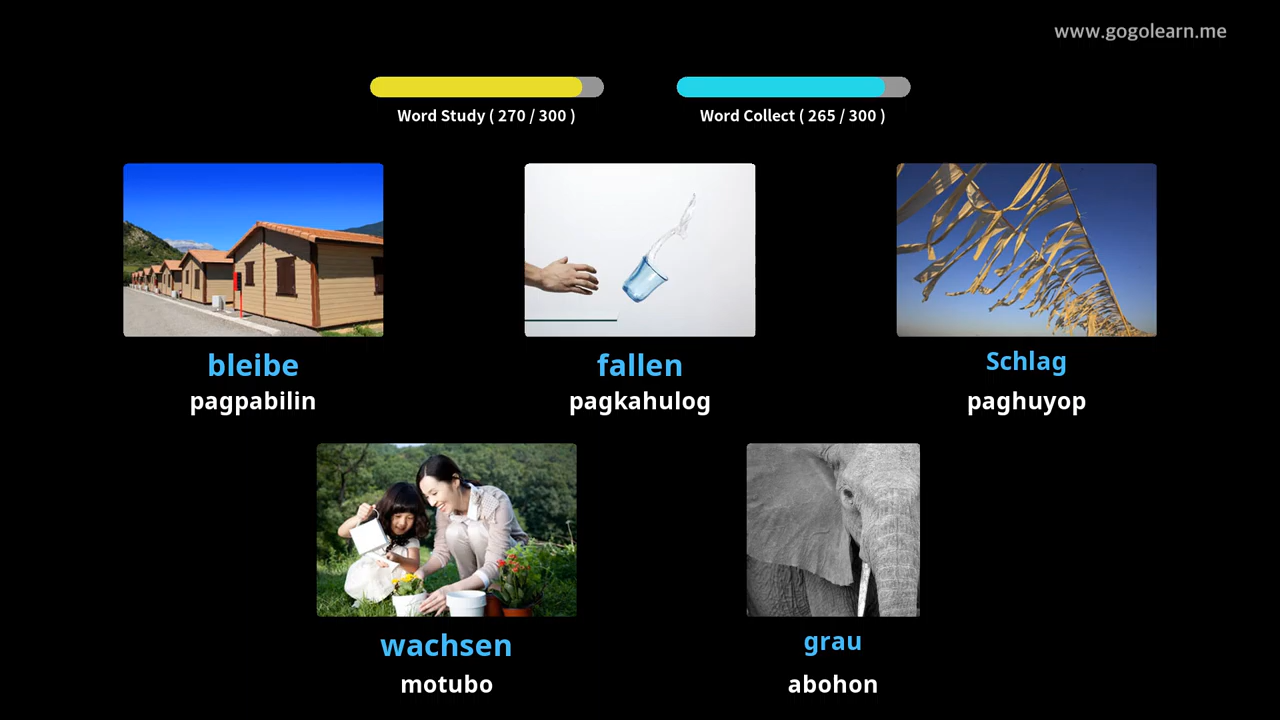 www.gogolearn.me
Word Study ( 270 / 300 )
Word Collect ( 265 / 300 )
bleibe
fallen
Schlag
pagpabilin
pagkahulog
paghuyop
wachsen
grau
motubo
abohon